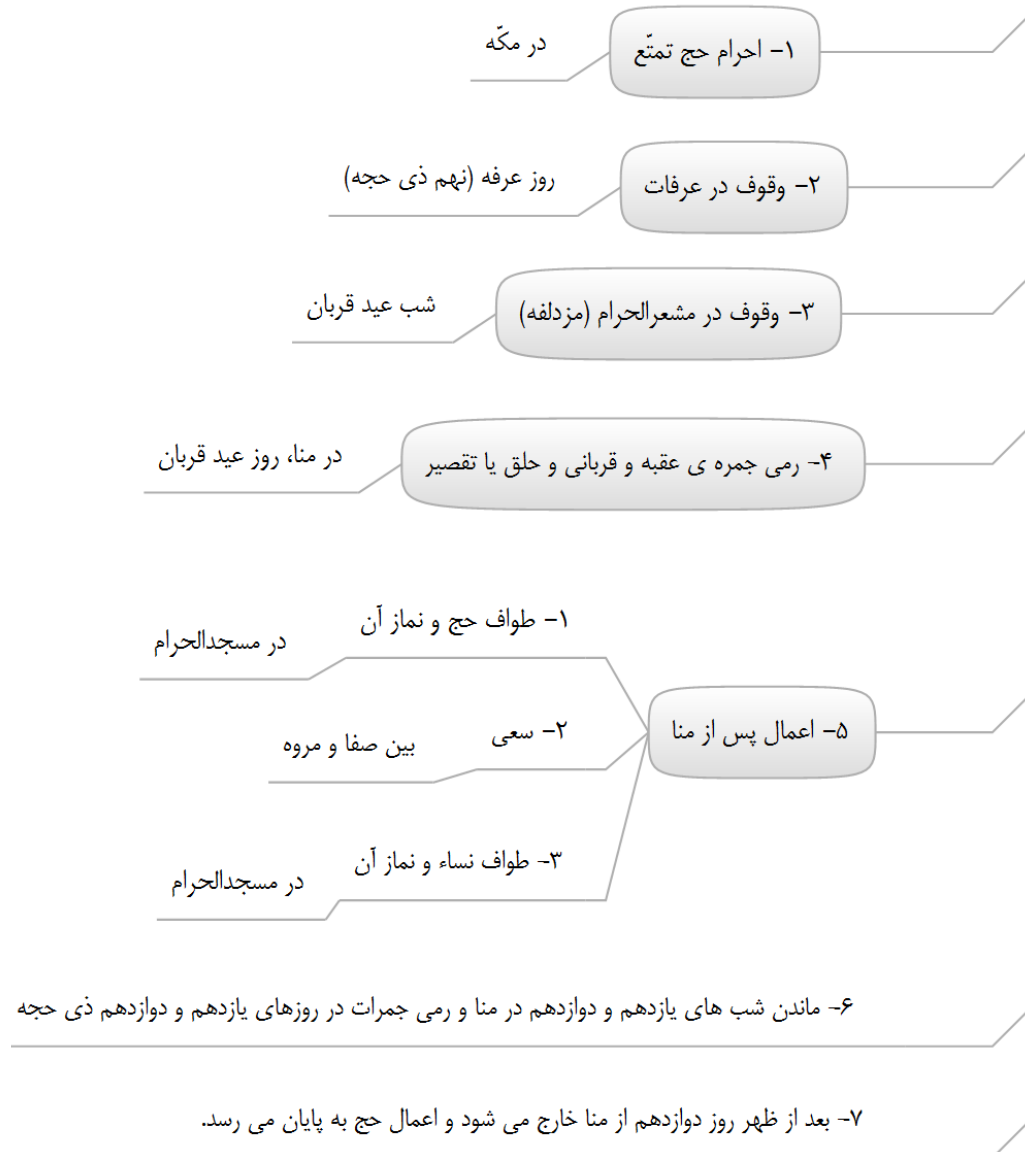 ۱- احرام حج تمتّع
در مکّه
۲- وقوف در عرفات
روز عرفه (نهم ذی حجه)
۳- وقوف در مشعرالحرام (مزدلفه)
شب عید قربان
۴- رمی جمره ی عقبه و قربانی و حلق یا تقصیر
در منا، روز عید قربان
۵- اعمال پس از منا
۱- طواف حج و نماز آن
در مسجدالحرام
۲- سعی
بین صفا و مروه
۳- طواف نساء و نماز آن
در مسجدالحرام
۶- ماندن شب های یازدهم و دوازدهم در منا و رمی جمرات در روزهای یازدهم و دوازدهم ذی حجه
۷- بعد از ظهر روز دوازدهم از منا خارج می شود و اعمال حج به پایان می رسد.